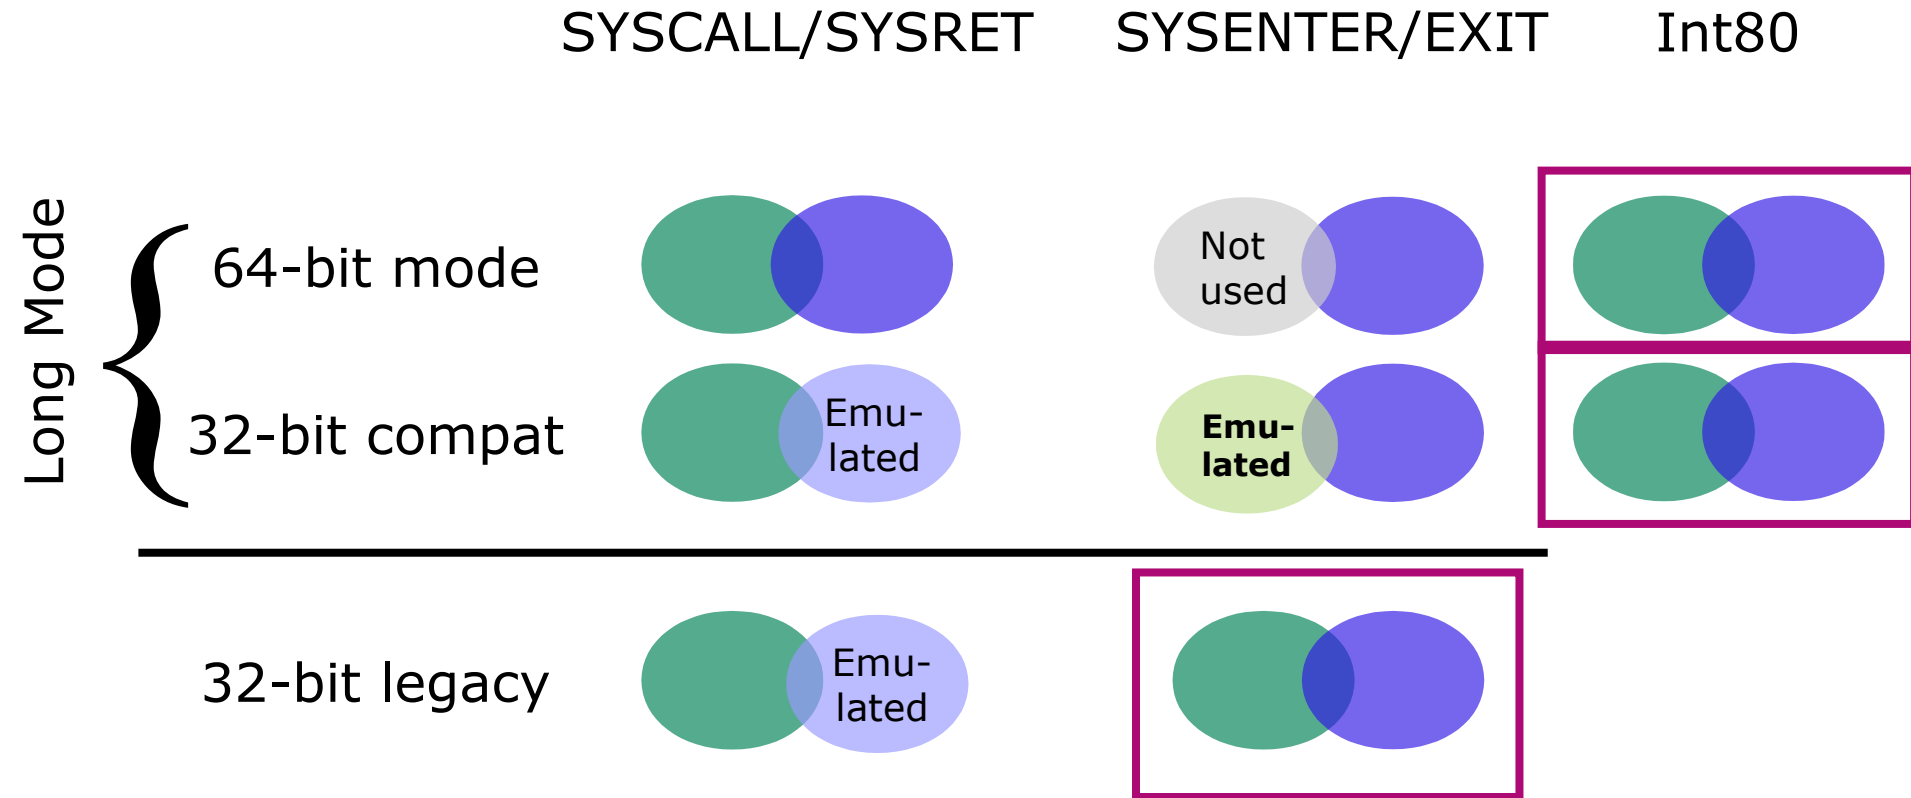 SYSCALL/SYSRET SYSENTER/EXIT Int80
Long Mode
64-bit mode
Not
used
32-bit compat
Emu-
lated
Emu-
lated
32-bit legacy
Emu-
lated